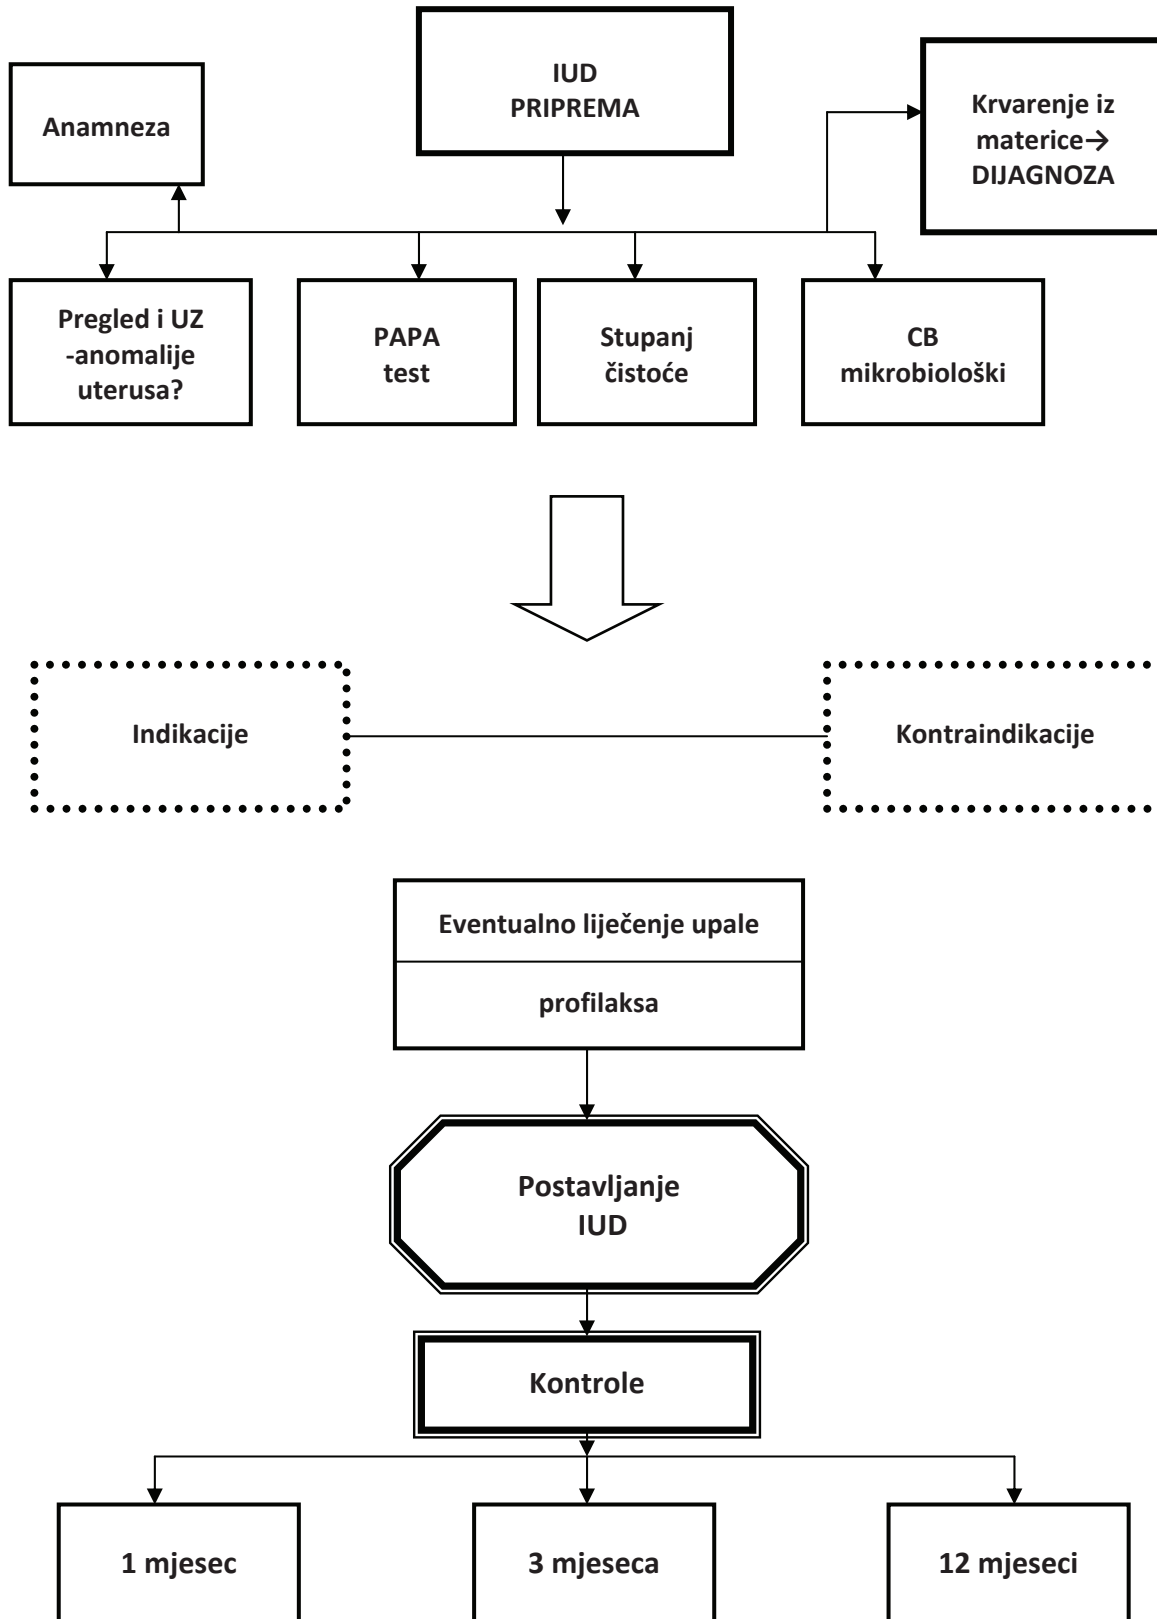 IUD
PRIPREMA
Anamneza
Krvarenje iz
materice→
DIJAGNOZA
Pregled i UZ
-anomalije
uterusa?
PAPA
test
Stupanj
čistoće
CB
mikrobiološki
Indikacije
Kontraindikacije
Eventualno liječenje upale
profilaksa
Postavljanje
IUD
Kontrole
1 mjesec
3 mjeseca
12 mjeseci